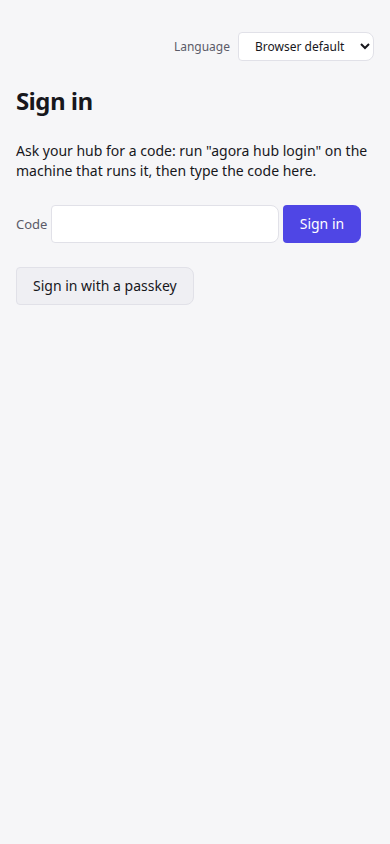 Language Browser default
Sign in
Ask your hub for a code: run "agora hub login" on the
machine that runs it, then type the code here.
Code Sign in
Sign in with a passkey